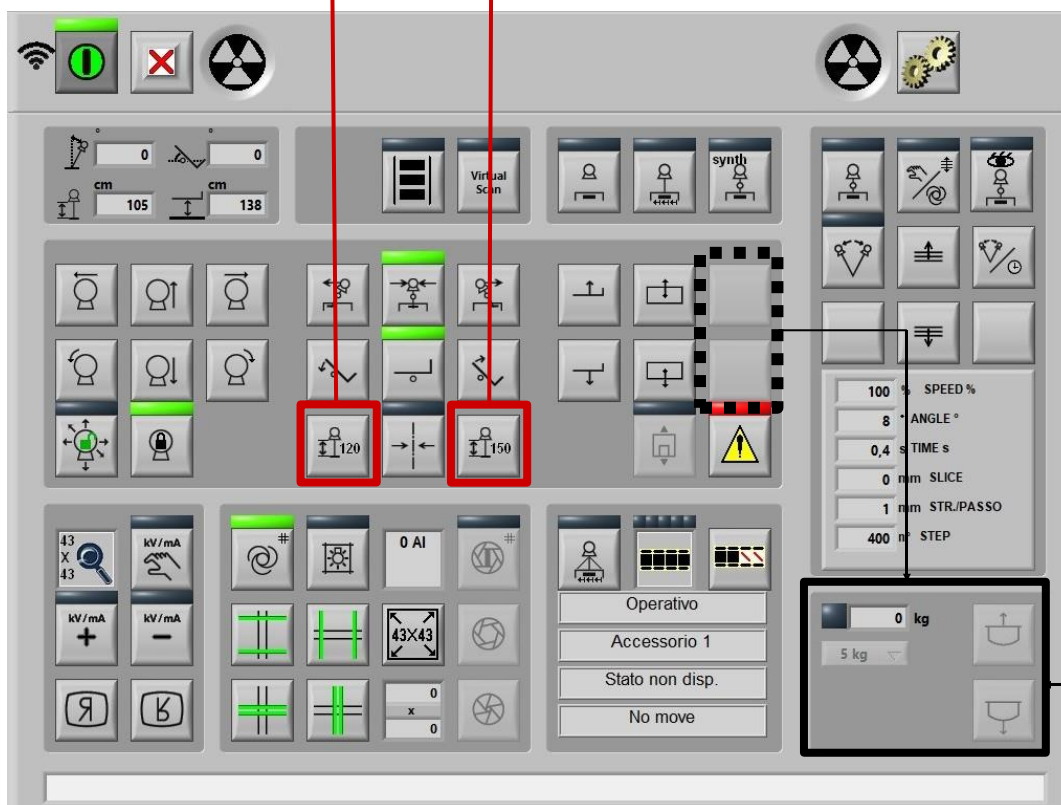 ° °
0 0
cm cm
105 138
Virtual
Scan
synth
120
150
100 % SPEED %
8 ° ANGLE °
0,4 s TIME s
0 mm SLICE
1 mm STR./PASSO
400 n° STEP
43
X
43
kV/mA
kV/mA
+
kV/mA
−
R
R
#
0 Al
#
43X43
0
x
0
Operativo
Accessorio 1
Stato non disp.
No move
0 kg
5 kg